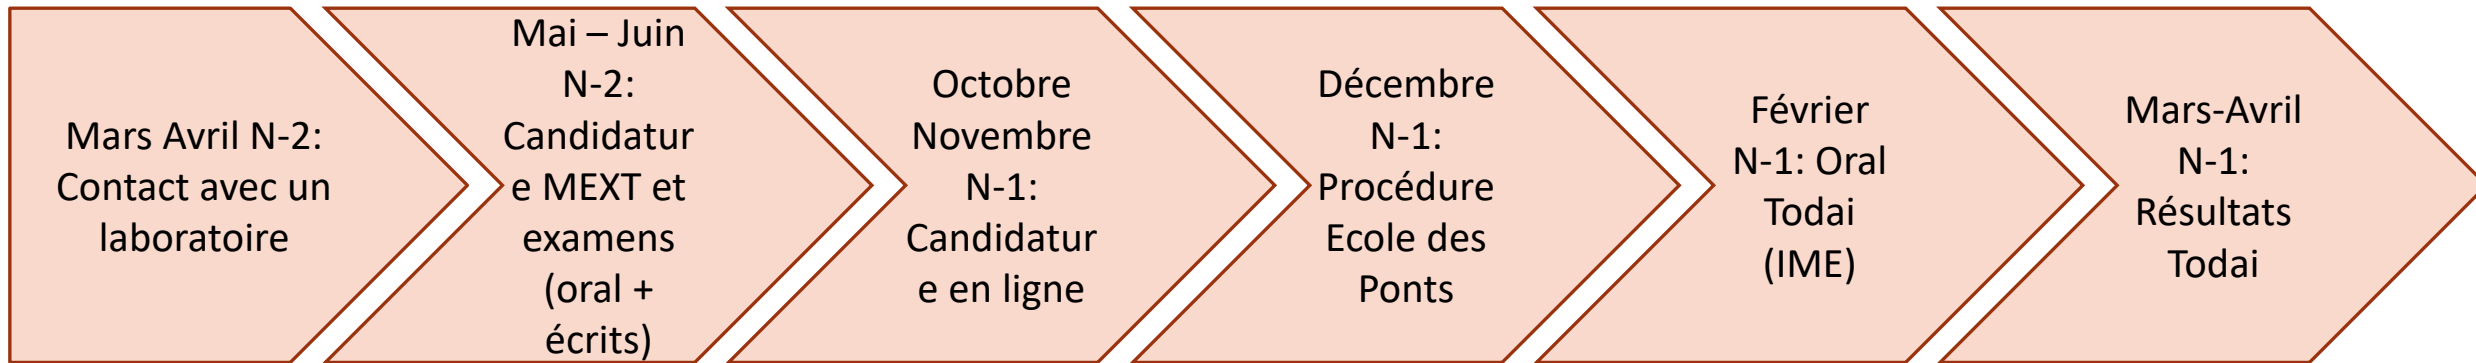 Mars Avril N-2:
Contact avec un
laboratoire
Mai – Juin
N-2:
Candidatur
e MEXT et
examens
(oral +
écrits)
Octobre
Novembre
N-1:
Candidatur
e en ligne
Décembre
N-1:
Procédure
Ecole des
Ponts
Février
N-1: Oral
Todai
(IME)
Mars-Avril
N-1:
Résultats
Todai